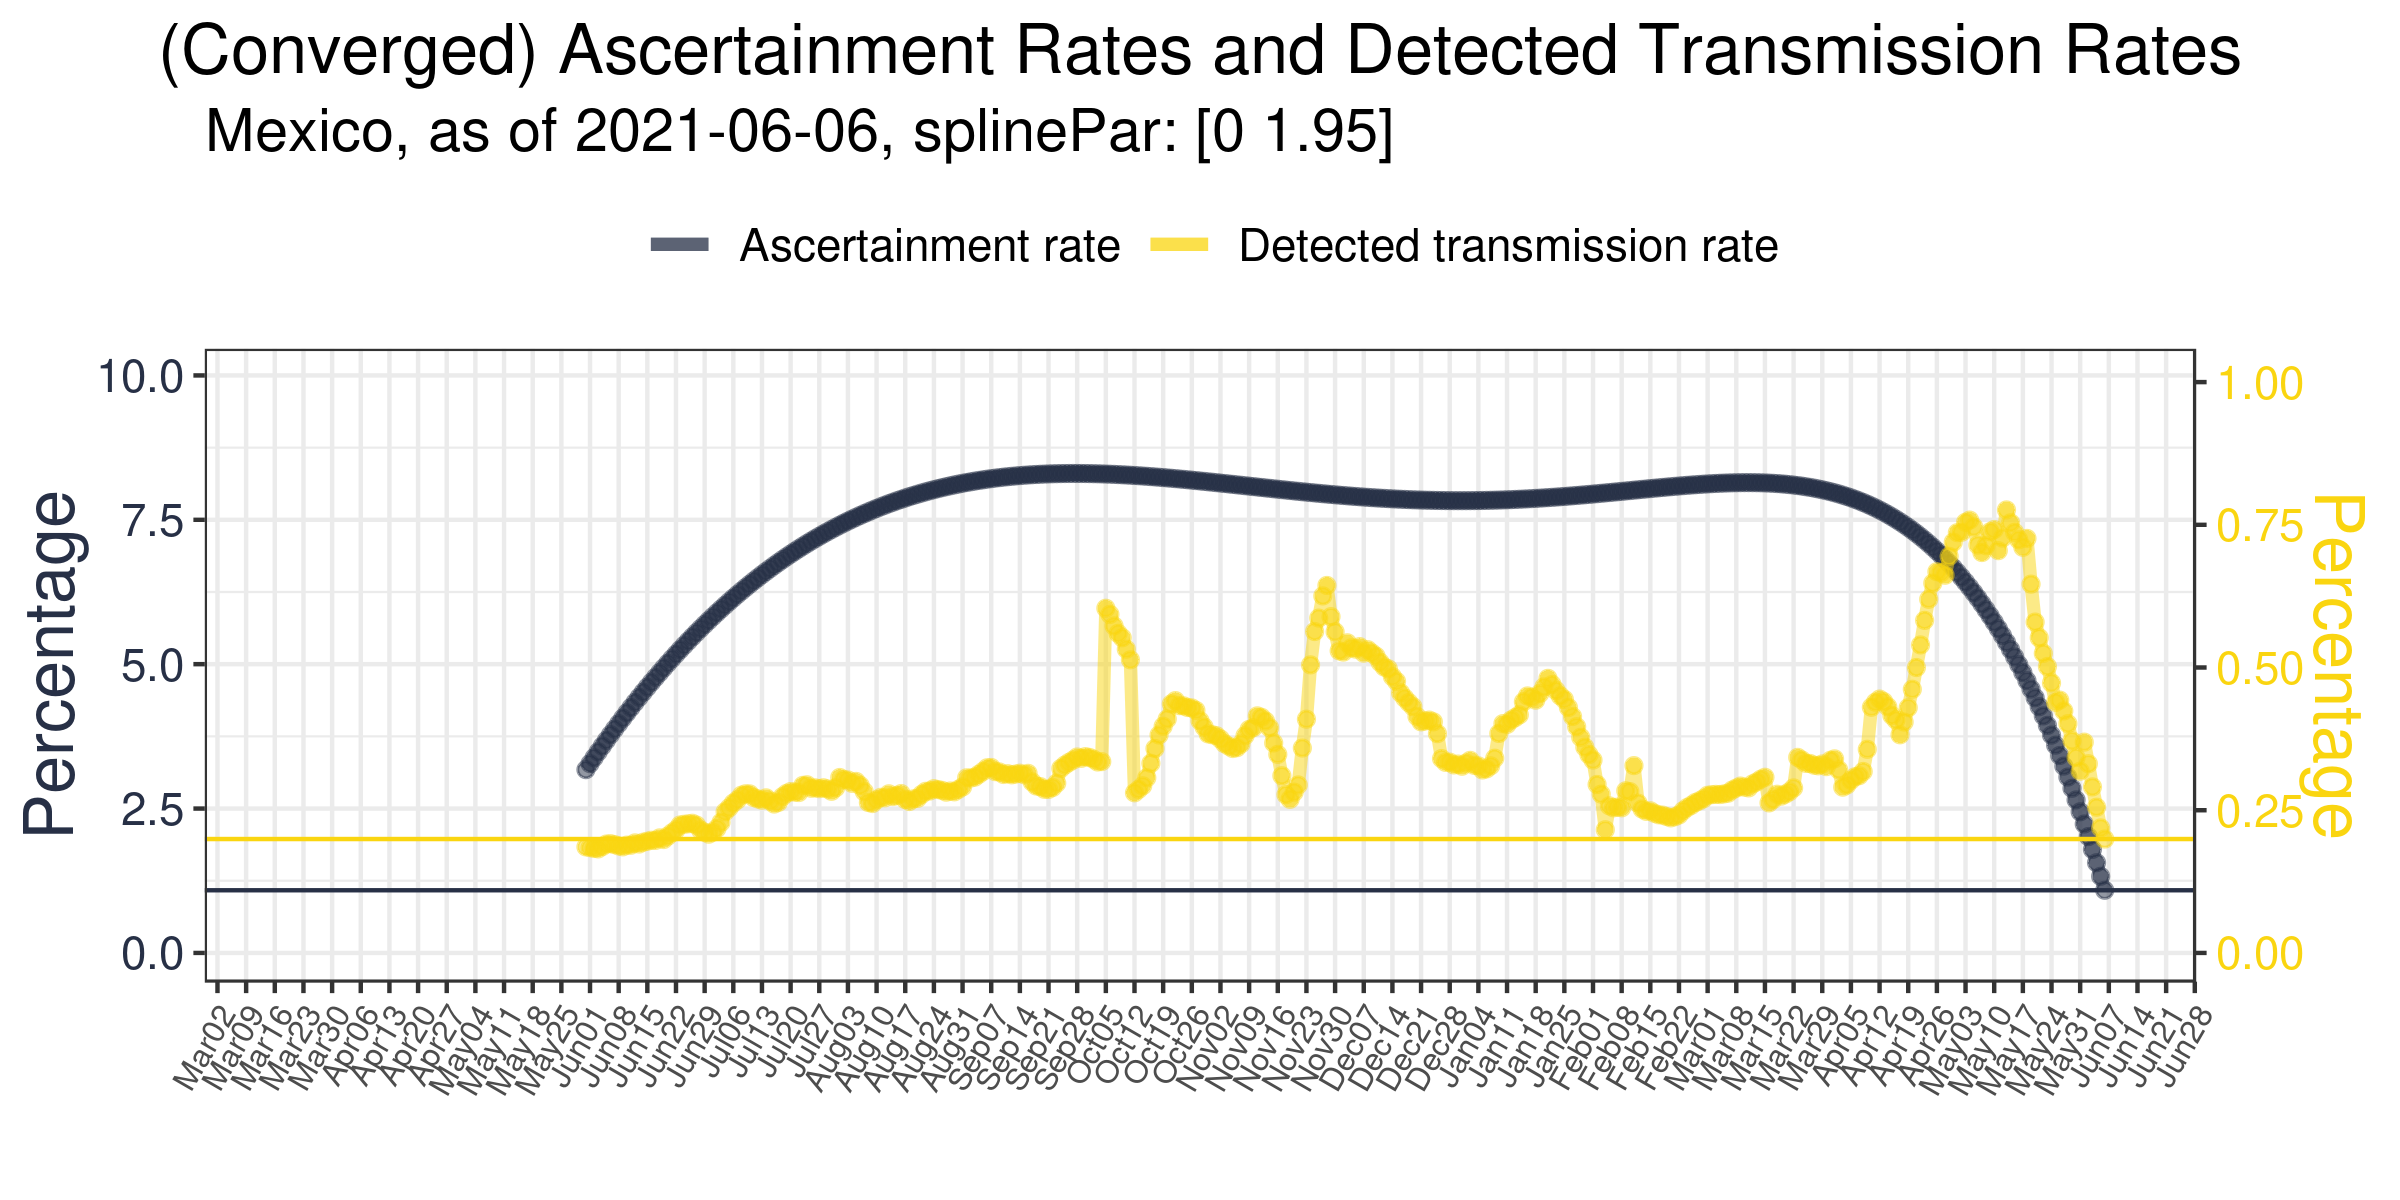 (Converged) Ascertainment Rates and Detected Transmission Rates
Mexico, as of 2021-06-06, splinePar: [0 1.95]
Ascertainment rate Detected transmission rate
Percentage
10.0
7.5
5.0
2.5
0.0
1.00
0.75
0.50
0.25
0.00
Percentage
Mar02 Mar09 Mar16 Mar23 Mar30 Apr06 Apr13 Apr20 Apr27 May04 May11 May18 May25 Jun01 Jun08 Jun15 Jun22 Jun29 Jul06 Jul13 Jul20 Jul27 Aug03 Aug10 Aug17 Aug24 Aug31 Sep07 Sep14 Sep21 Sep28 Oct05 Oct12 Oct19 Oct26 Nov02 Nov09 Nov16 Nov23 Nov30 Dec07 Dec14 Dec21 Dec28 Jan04 Jan11 Jan18 Jan25 Feb01 Feb08 Feb15 Feb22 Mar01 Mar08 Mar15 Mar22 Mar29 Apr05 Apr12 Apr19 Apr26 May03 May10 May17 May24 May31 Jun07 Jun14 Jun21 Jun28